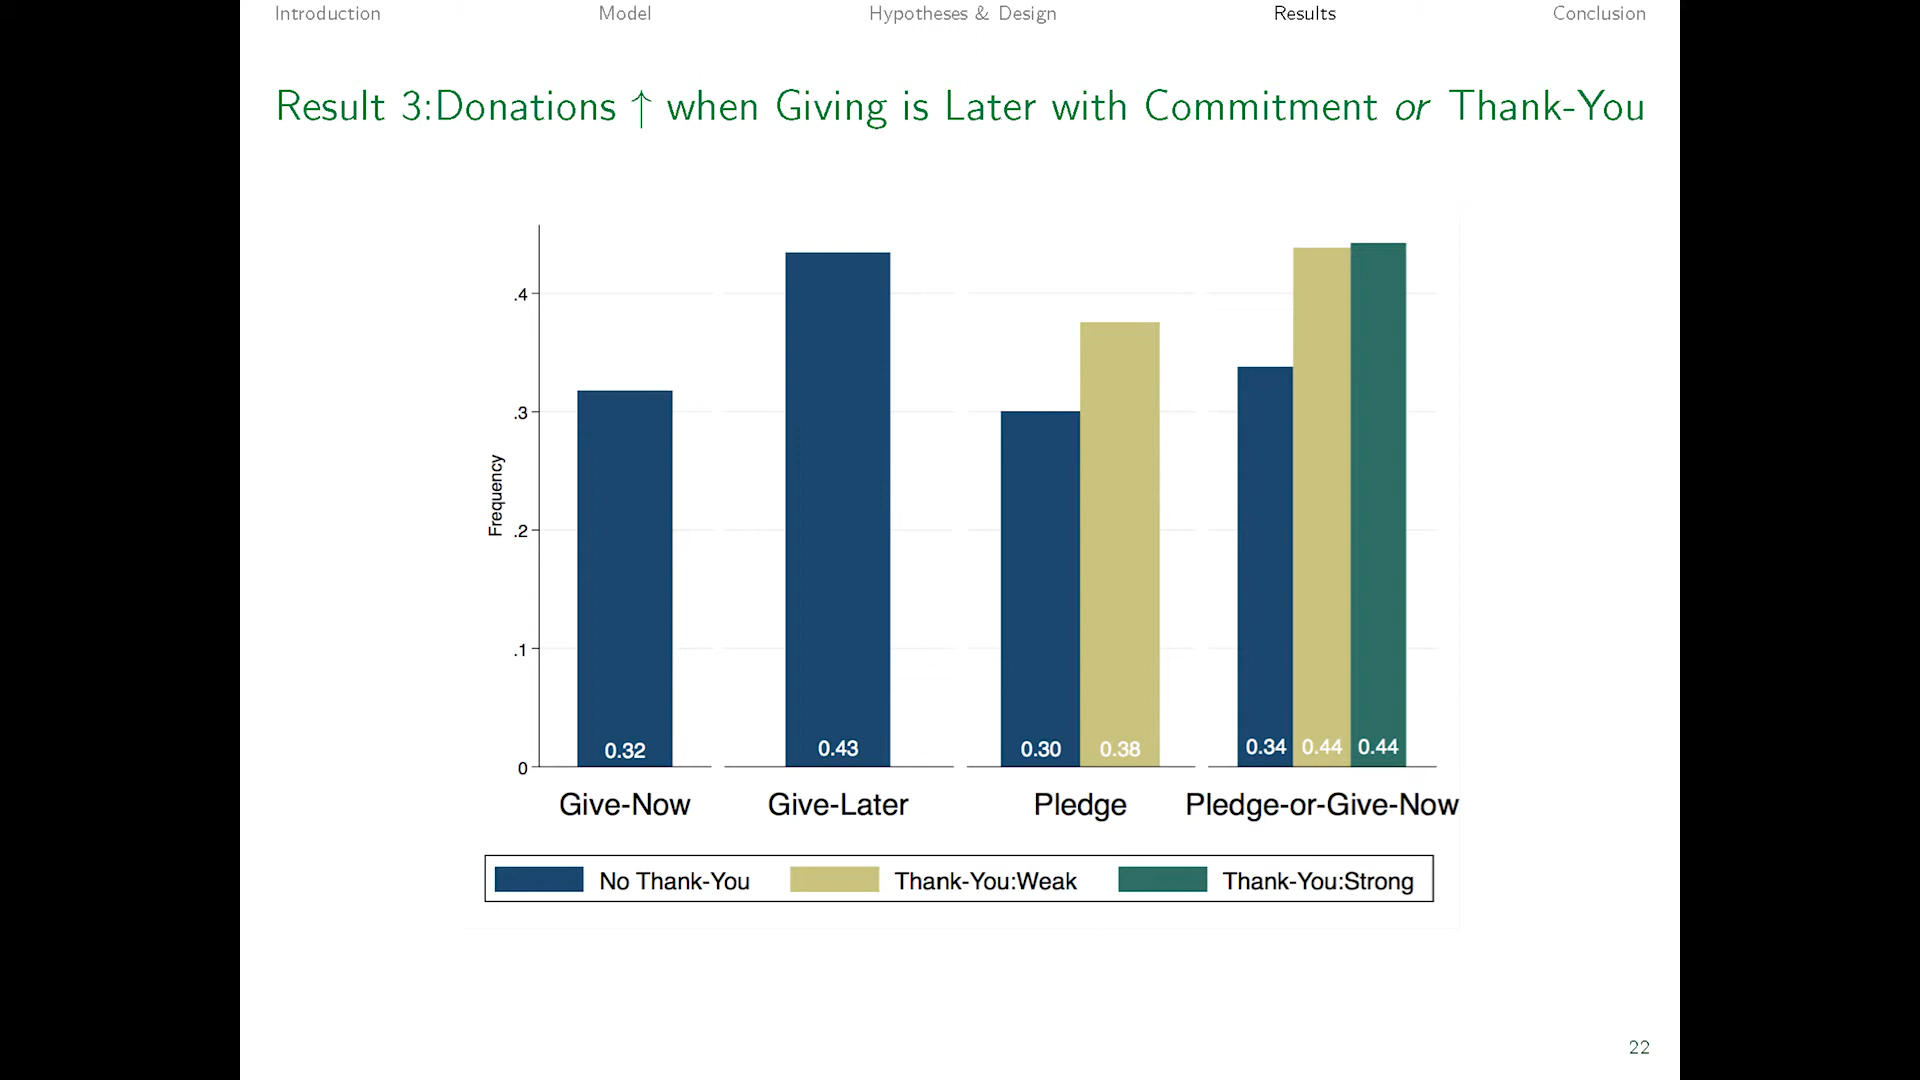 Introduction Model Hypotheses & Design Results Conclusion
Result 3:Donations ↑ when Giving is Later with Commitment or Thank-You
.4
.3
.2
.1
0
Frequency
0.32 0.43 0.30 0.38 0.34 0.44 0.44
Give-Now Give-Later Pledge Pledge-or-Give-Now
No Thank-You Thank-You:Weak Thank-You:Strong
22